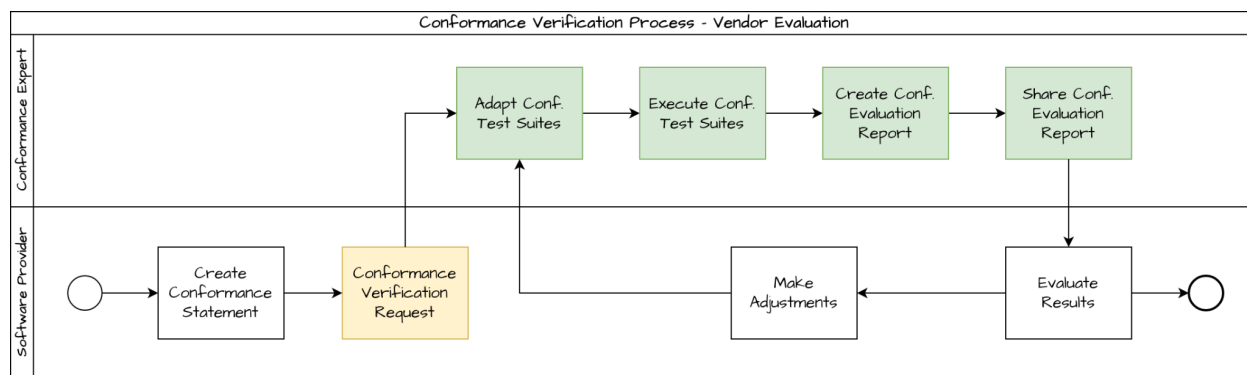 Conformance Verification Process - Vendor Evaluation
Conformance Expert
Adapt Conf.
Test Suites
Execute Conf.
Test Suites
Create Conf.
Evaluation
Report
Share Conf.
Evaluation
Report
Software Provider
Create
Conformance
Statement
Conformance
Verification
Request
Make
Adjustments
Evaluate
Results